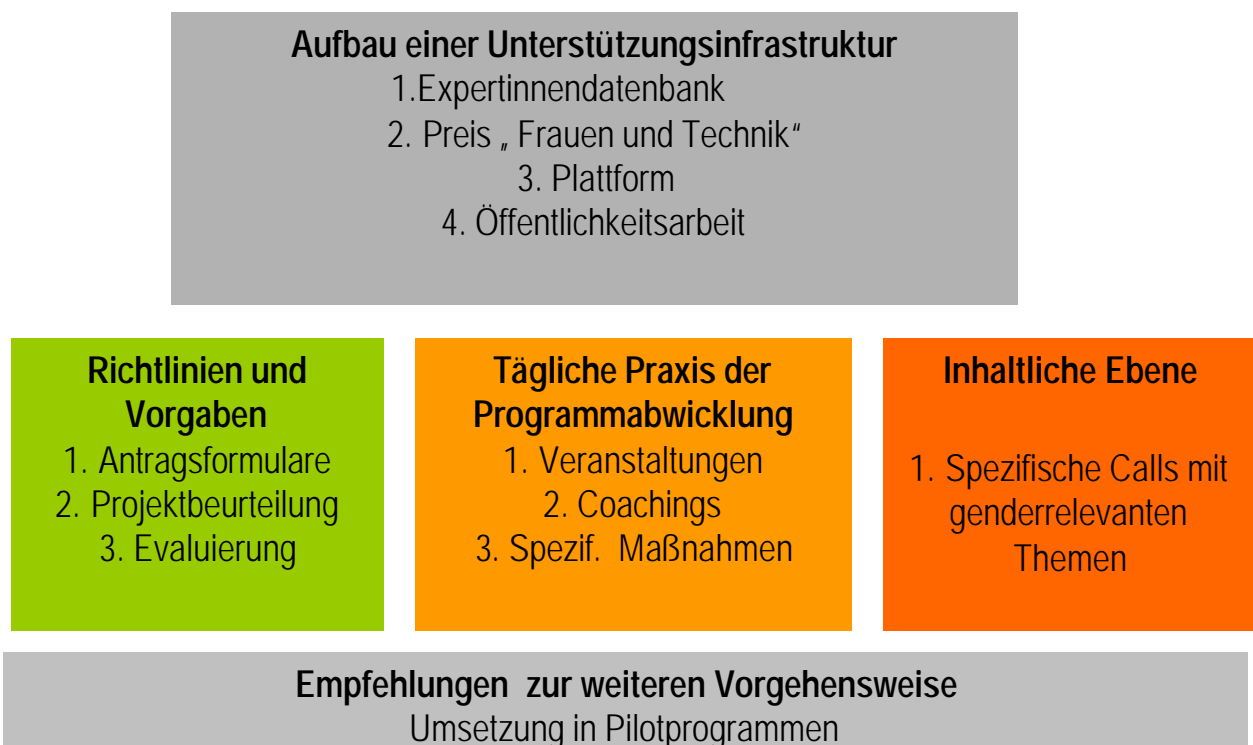 Aufbau einer Unterstützungsinfrastruktur
1.Expertinnendatenbank
2. Preis „ Frauen und Technik“
3. Plattform
4. Öffentlichkeitsarbeit
Richtlinien und
Vorgaben
1. Antragsformulare
2. Projektbeurteilung
3. Evaluierung
Tägliche Praxis der
Programmabwicklung
1. Veranstaltungen
2. Coachings
3. Spezif. Maßnahmen
Inhaltliche Ebene
1. Spezifische Calls mit
genderrelevanten
Themen
Empfehlungen zur weiteren Vorgehensweise
Umsetzung in Pilotprogrammen